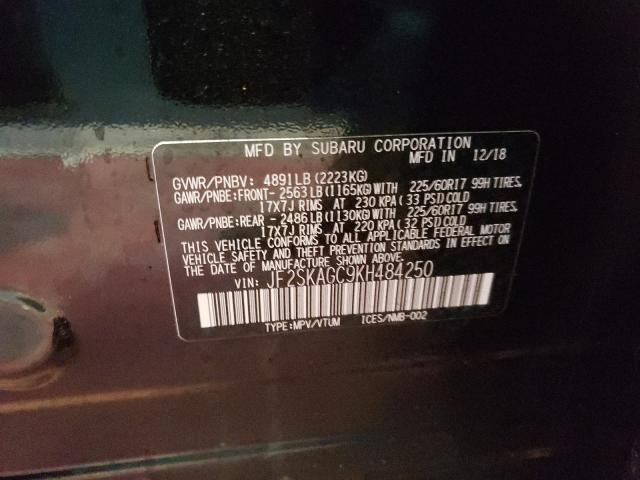 MFD BY SUBARU CORPORATION
MFD IN 12/18
GVWR/PNBV: 4891LB (2223KG)
GAWR/PNBE:FRONT- 2563LB (1165KG)WITH 225/60R17 99H TIRES,
17X7J RIMS AT 230 KPA (33 PSI)COLD
GAWR/PNBE:REAR - 2486LB (1130KG)WITH 225/60R17 99H TIRES,
17X7J RIMS AT 220 KPA (32 PSI)COLD
THIS VEHICLE CONFORMS TO ALL APPLICABLE FEDERAL MOTOR
VEHICLE SAFETY AND THEFT PREVENTION STANDARDS IN EFFECT ON
THE DATE OF MANUFACTURE SHOWN ABOVE.
VIN: JF2SKAGC9KH484250
TYPE:MPV/VTUM ICES/NMB-002